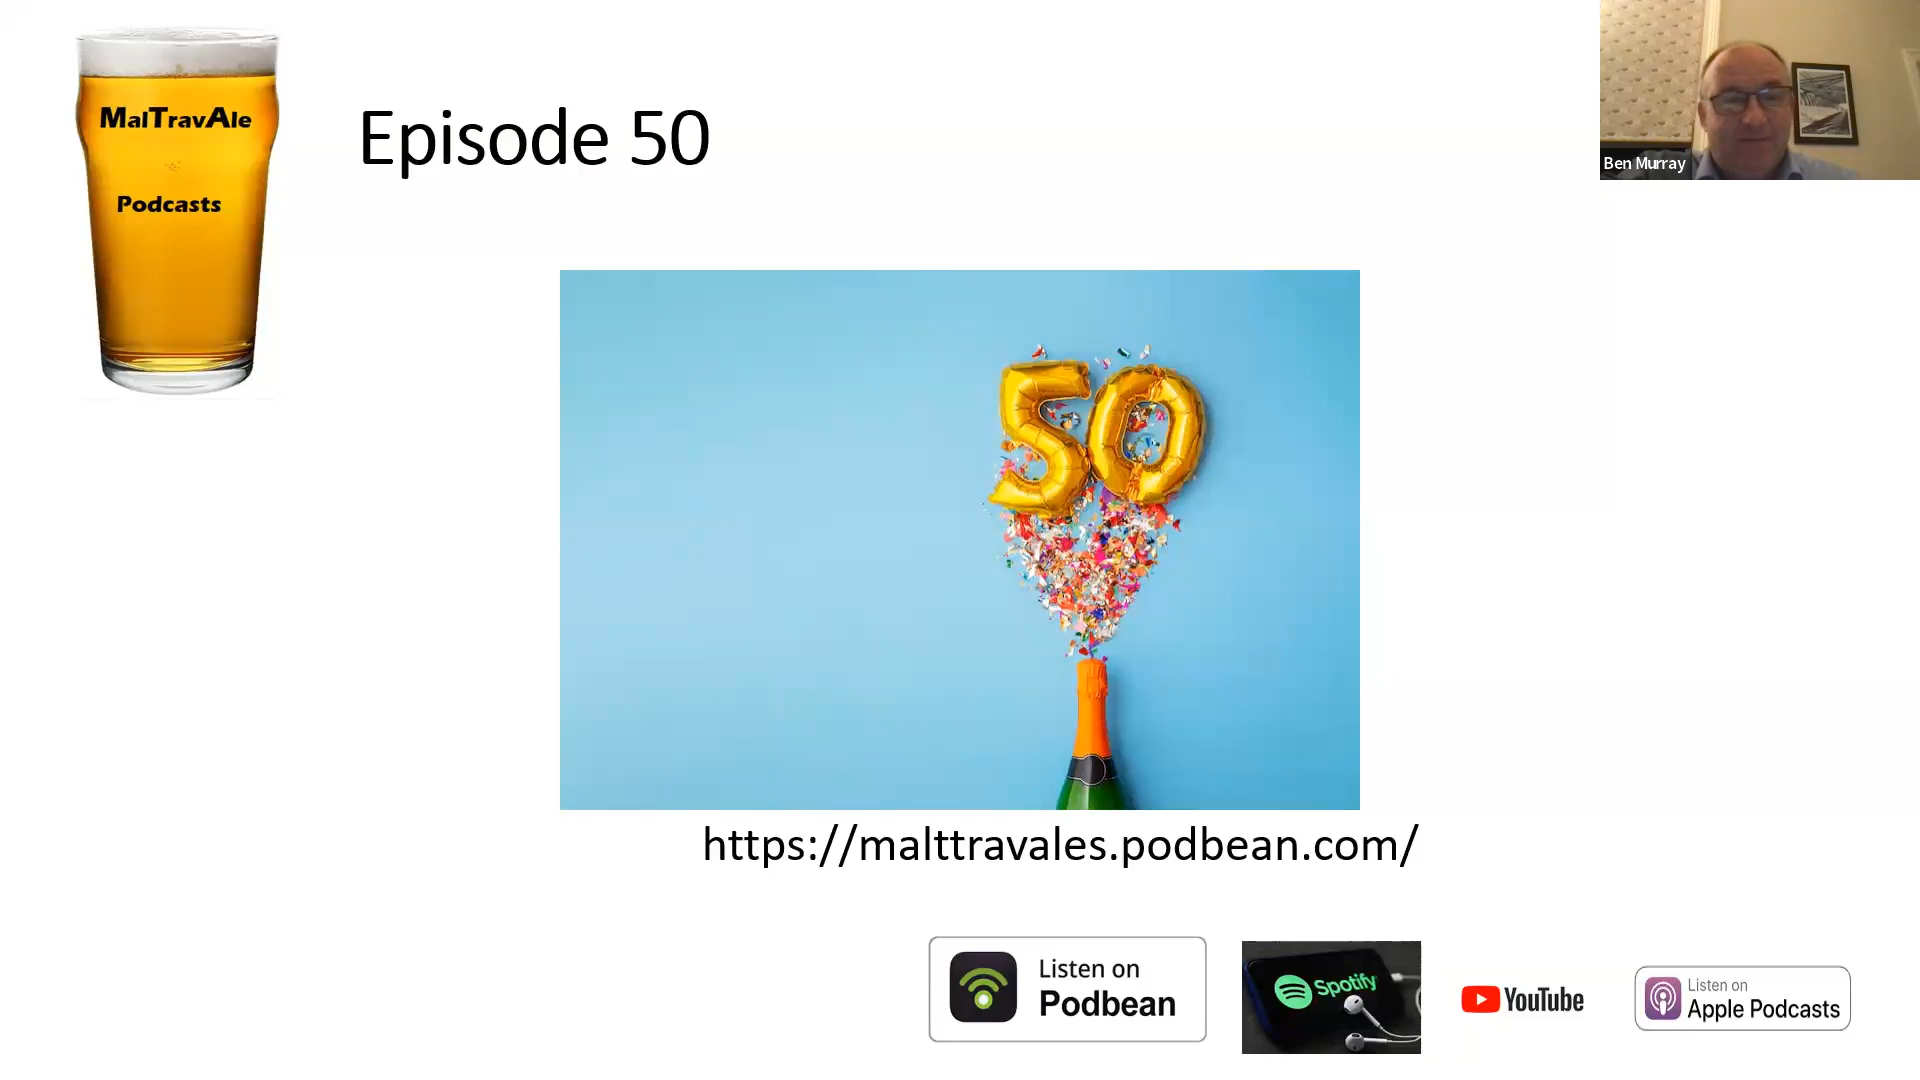 MalTravAle
Podcasts
Episode 50
Ben Murray
50
https://malttravales.podbean.com/
Listen on
Podbean
Spotify
YouTube
Listen on
Apple Podcasts